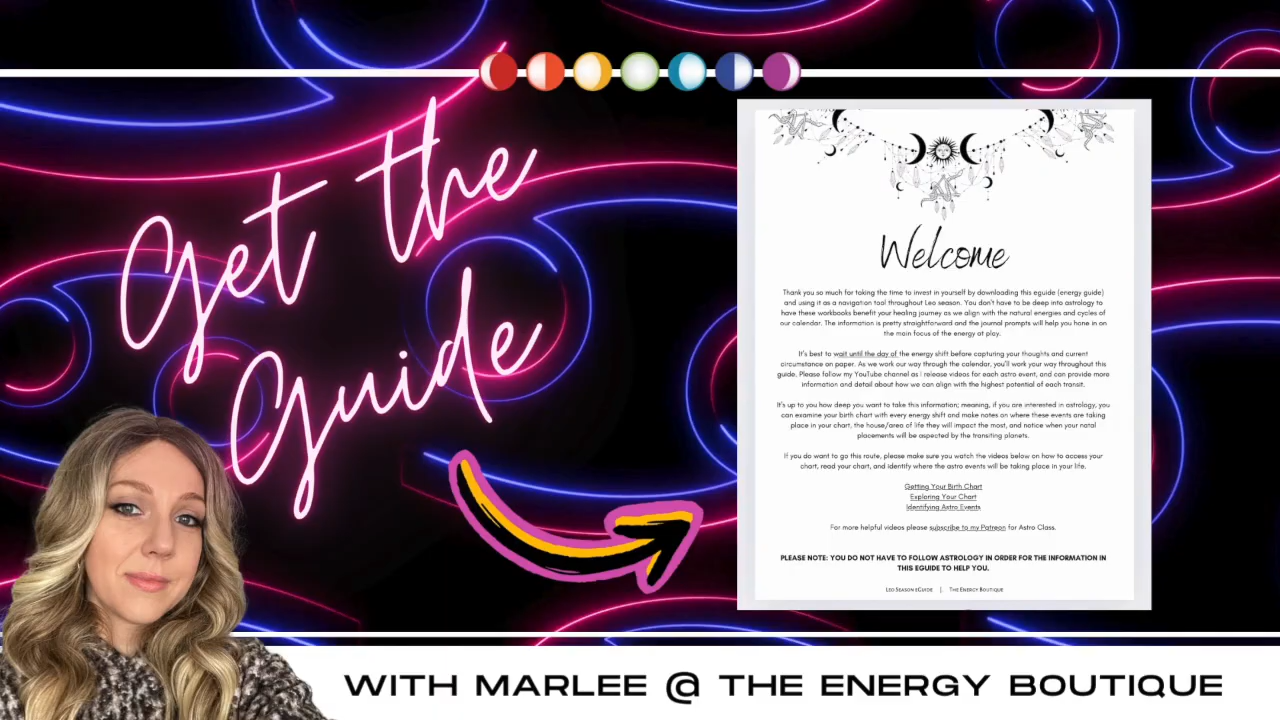 Get the
Guide
Welcome
Thank you so much for taking the time to invest in yourself by downloading this eguide (energy guide)
and using it as a navigation tool throughout Leo season. You don't have to be deep into astrology to
have these workbooks benefit your healing journey as we align with the natural energies and cycles of
our calendar. The information is pretty straightforward and the journal prompts will help you hone in on
the main focus of the energy at play.
It's best to wait until the day of the energy shift before capturing your thoughts and current
circumstance on paper. As we work our way through the calendar, you'll work your way throughout this
guide. Please follow my YouTube channel as I release videos for each astro event, and can provide more
information and detail about how we can align with the highest potential of each transit.
It's up to you how deep you want to take this information; meaning, if you are interested in astrology, you
can examine your birth chart with every energy shift and make notes on where these events are taking
place in your chart, the house/area of life they will impact the most, and notice when your natal
placements will be aspected by the transiting planets.
If you do want to go this route, please make sure you watch the videos below on how to access your
chart, read your chart, and identify where the astro events will be taking place in your life.
Getting Your Birth Chart
Exploring Your Chart
Identifying Astro Events
For more helpful videos please subscribe to my Patreon for Astro Class.
PLEASE NOTE: YOU DO NOT HAVE TO FOLLOW ASTROLOGY IN ORDER FOR THE INFORMATION IN
THIS EGUIDE TO HELP YOU.
Leo Season eGuide | The Energy Boutique
WITH MARLEE @ THE ENERGY BOUTIQUE